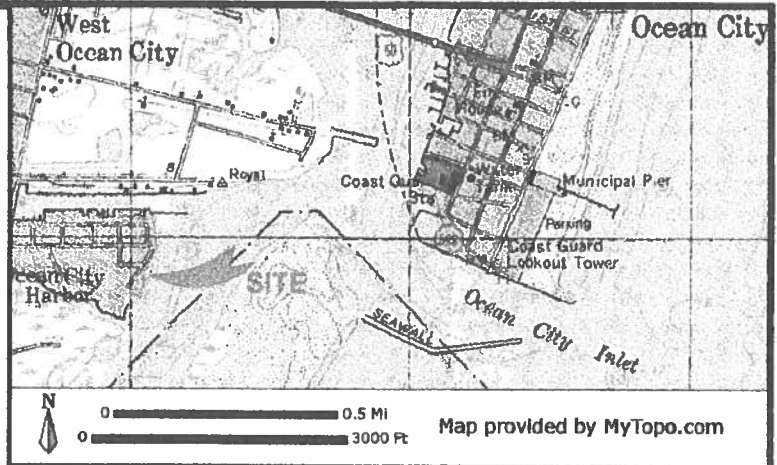 West
Ocean City
Ocean City
Royal
Coast Gua
Sta
Water
Tank
Municipal Pier
Parking
Coast Guard
Lookout Tower
Ocean City
Harbor
SITE
SEAWALL
Ocean City Inlet
N
0 0.5 Mi
0 3000 Ft
Map provided by MyTopo.com